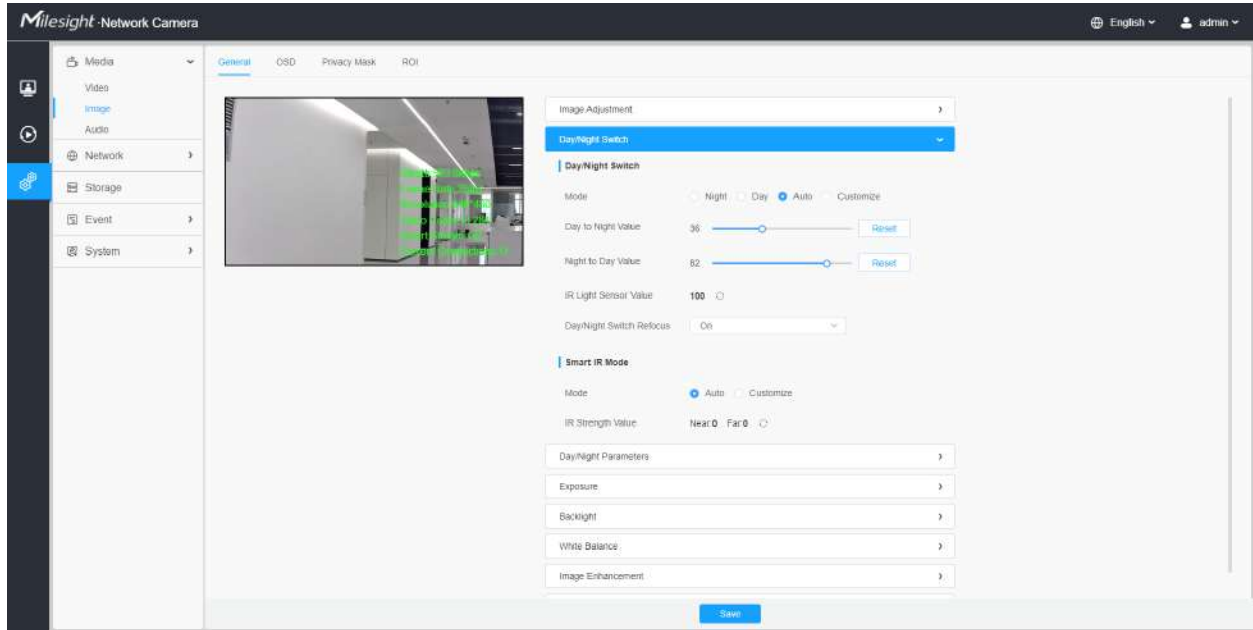 Milesight -Network Camera
English
admin
Media
Video
Image
Audio
Network
Storage
Event
System
General OSD Privacy Mask ROI
Image Adjustment
Day/Night Switch
Day/Night Switch
Mode Night Day Auto Customize
Day to Night Value 36 Reset
Night to Day Value 82 Reset
IR Light Sensor Value 100
Day/Night Switch Refocus On
Smart IR Mode
Mode Auto Customize
IR Strength Value Near 0 Far 0
Day/Night Parameters
Exposure
Backlight
White Balance
Image Enhancement
Save